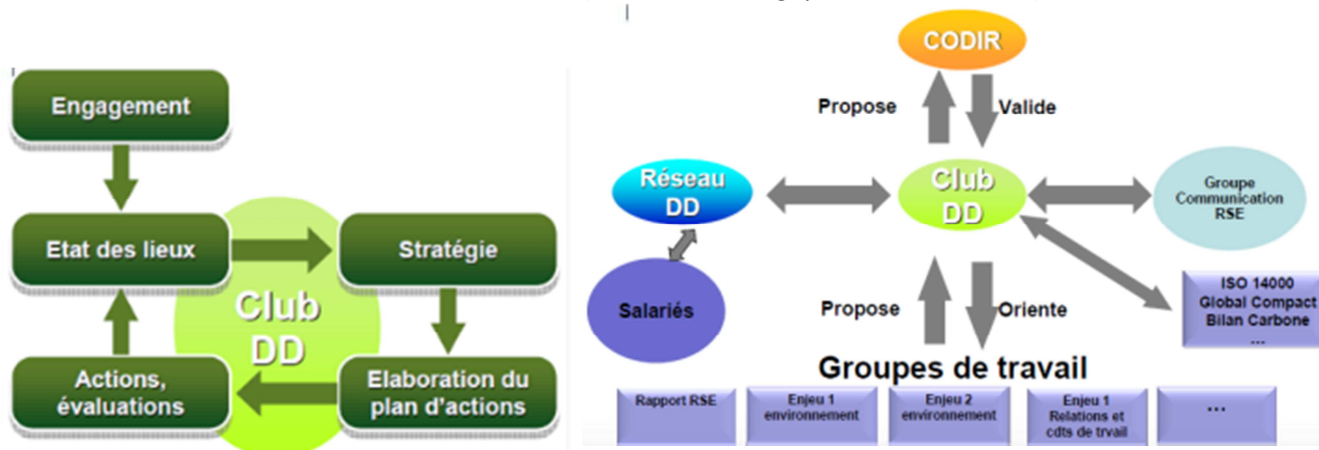 Engagement
Etat des lieux
Stratégie
Club
DD
Actions,
évaluations
Elaboration du
plan d'actions
CODIR
Propose
Valide
Réseau
DD
Club
DD
Groupe
Communication
RSE
Salariés
Propose
Oriente
ISO 14000
Global Compact
Bilan Carbone
...
Groupes de travail
Rapport RSE
Enjeu 1
environnement
Enjeu 2
environnement
Enjeu 1
Relations et
cdts de trvail
...